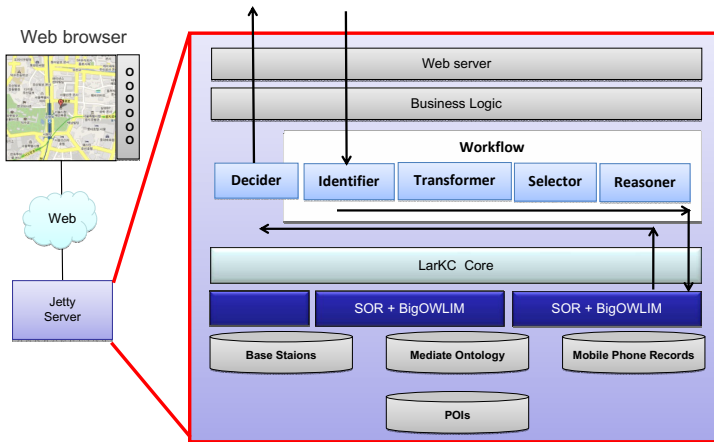 Web browser
O
O
O
O
O
O
O
Web
Jetty
Server
Web server
Business Logic
Workflow
Decider
Identifier
Transformer
Selector
Reasoner
LarKC Core
SOR + BigOWLIM
SOR + BigOWLIM
Base Staions
Mediate Ontology
Mobile Phone Records
POIs